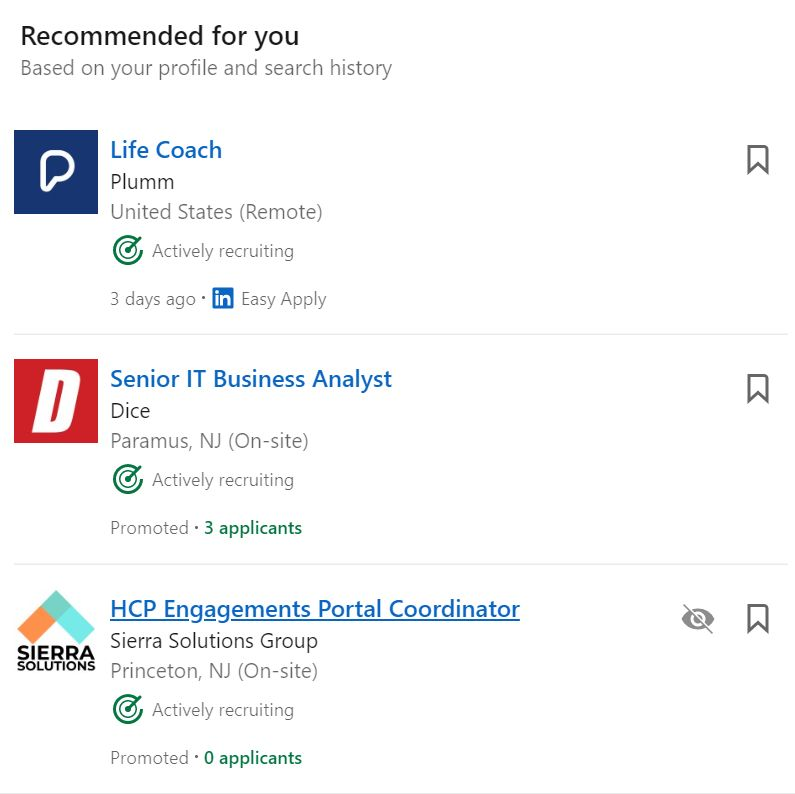 Recommended for you
Based on your profile and search history
Life Coach
Plumm
United States (Remote)
Actively recruiting
3 days ago · in Easy Apply
D
Senior IT Business Analyst
Dice
Paramus, NJ (On-site)
Actively recruiting
Promoted · 3 applicants
SIERRA
SOLUTIONS
HCP Engagements Portal Coordinator
Sierra Solutions Group
Princeton, NJ (On-site)
Actively recruiting
Promoted · 0 applicants